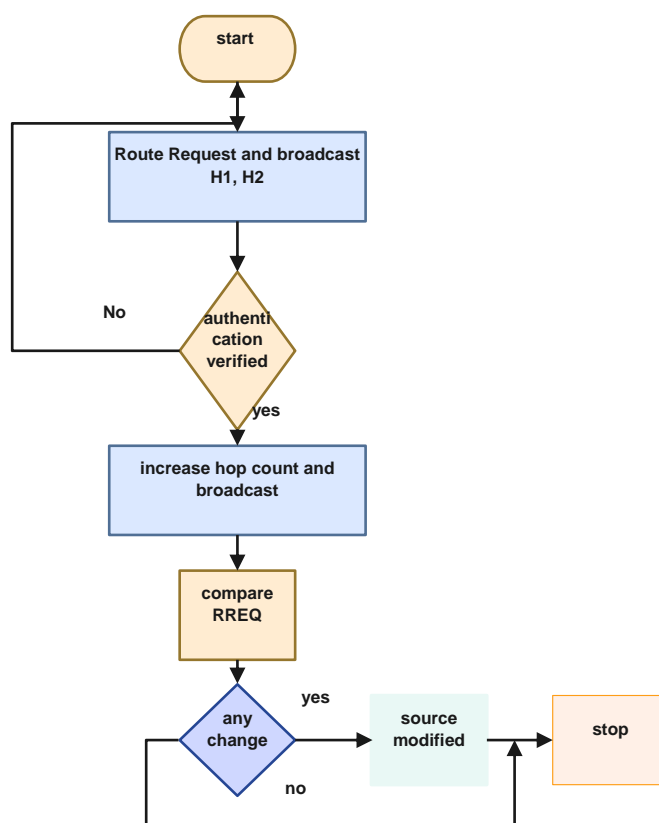 start
Route Request and broadcast
H1, H2
No
authenti
cation
verified
yes
increase hop count and
broadcast
compare
RREQ
any
change
yes
source
modified
stop
no